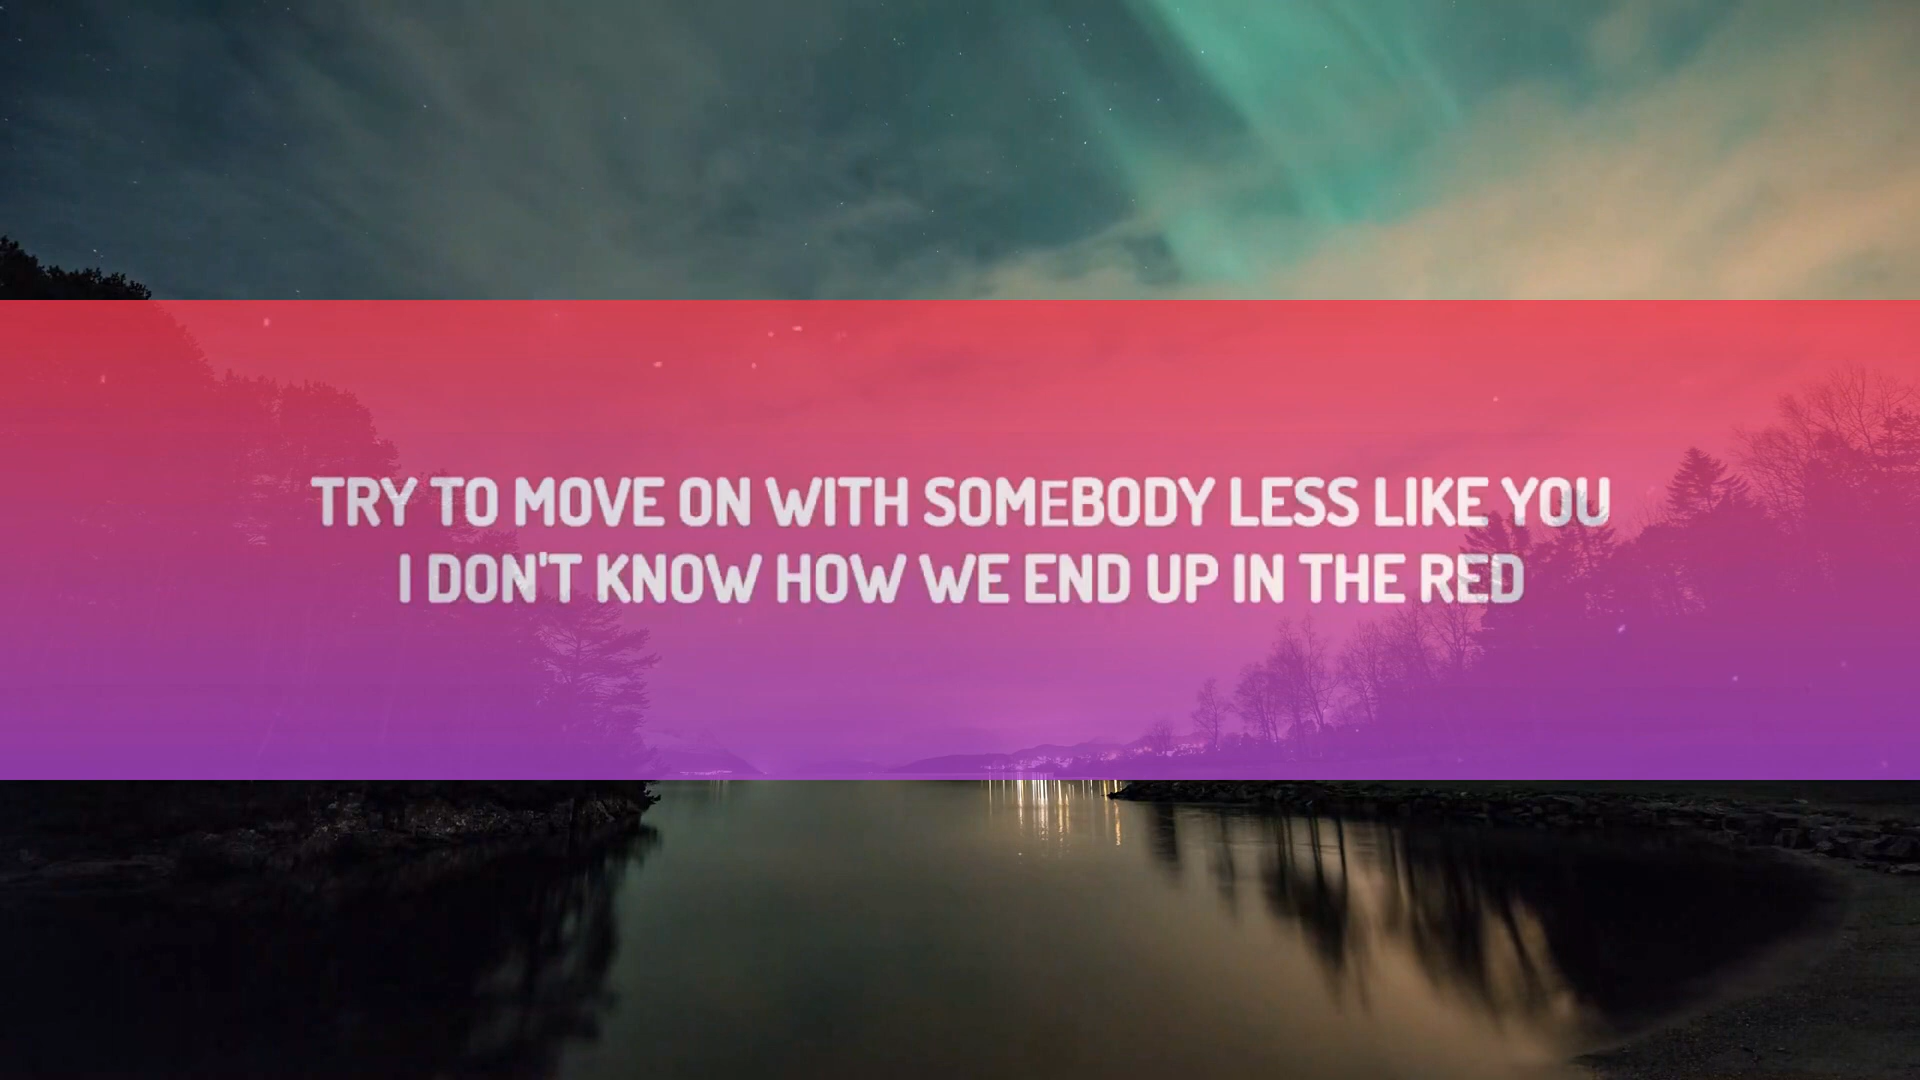 TRY TO MOVE ON WITH SOMEBODY LESS LIKE YOU
I DON'T KNOW HOW WE END UP IN THE RED